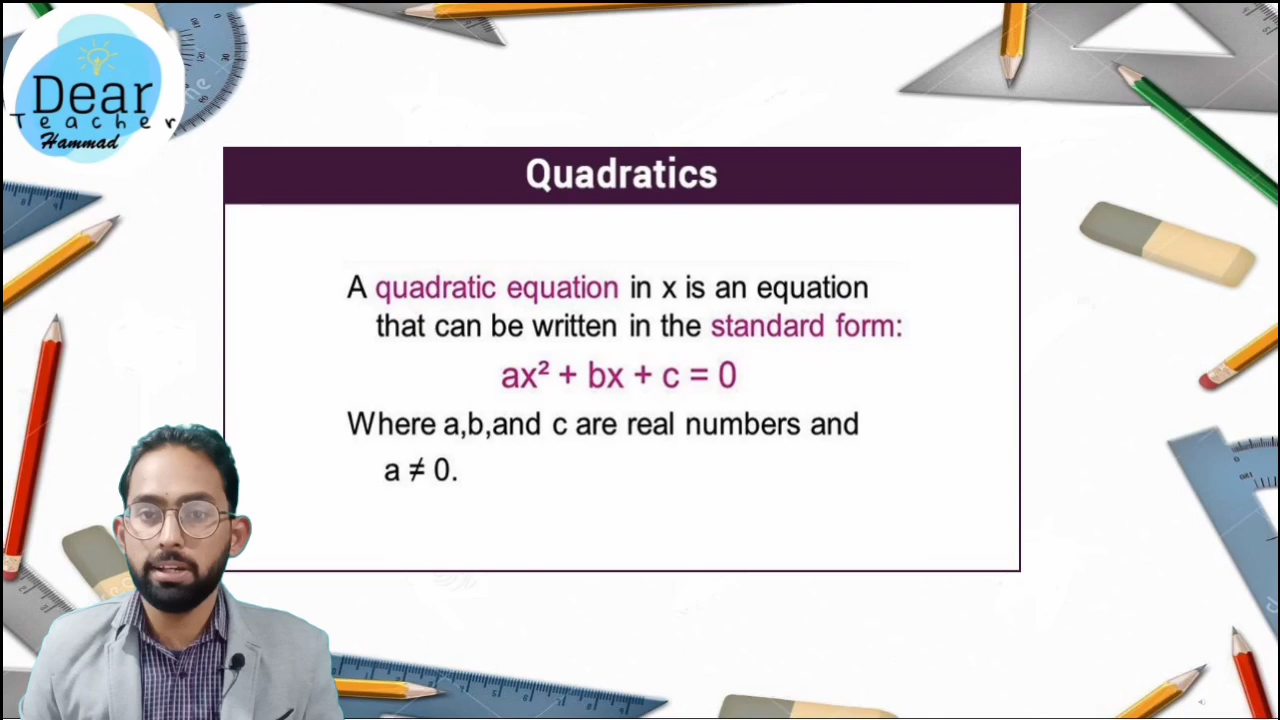 Dear
Teacher
Hammad
Quadratics
A quadratic equation in x is an equation
that can be written in the standard form:
ax² + bx + c = 0
Where a,b,and c are real numbers and
a ≠ 0.